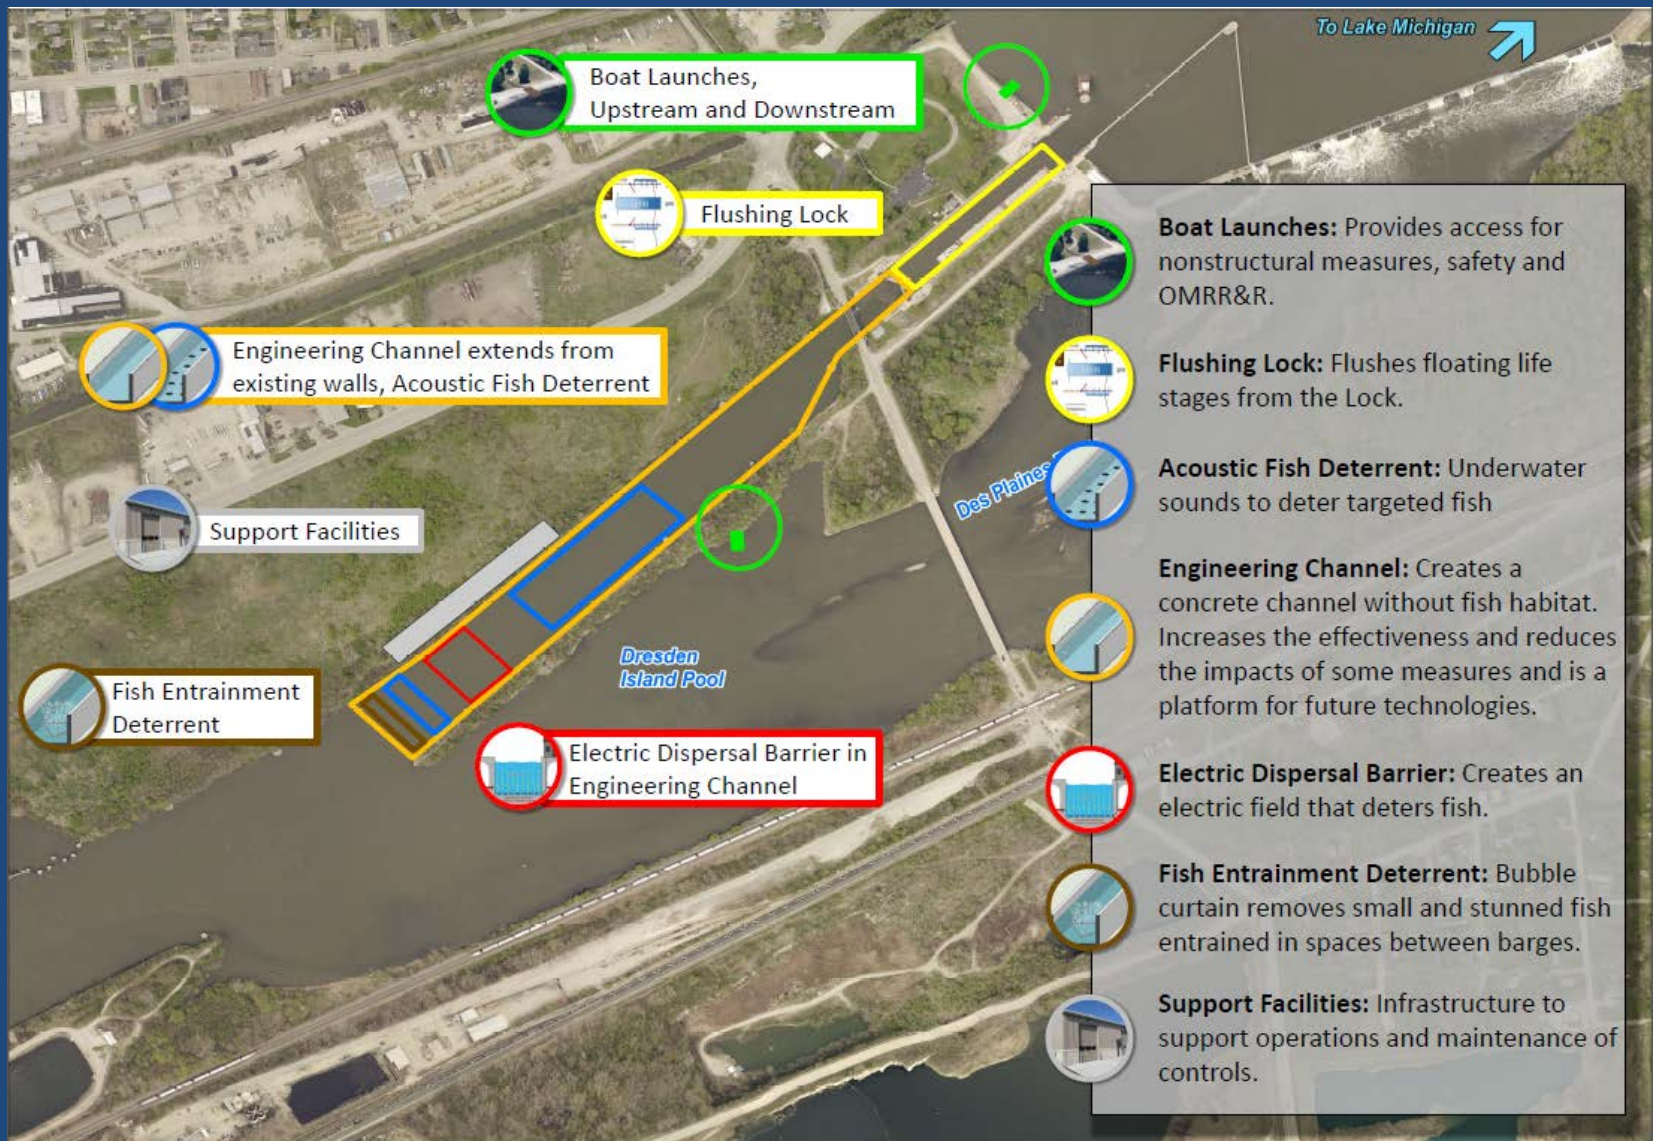 To Lake Michigan
Boat Launches,
Upstream and Downstream
Flushing Lock
Engineering Channel extends from
existing walls, Acoustic Fish Deterrent
Support Facilities
Fish Entrainment
Deterrent
Electric Dispersal Barrier in
Engineering Channel
Dresden
Island Pool
Des Plaines
Boat Launches: Provides access for
nonstructural measures, safety and
OMRR&R.
Flushing Lock: Flushes floating life
stages from the Lock.
Acoustic Fish Deterrent: Underwater
sounds to deter targeted fish
Engineering Channel: Creates a
concrete channel without fish habitat.
Increases the effectiveness and reduces
the impacts of some measures and is a
platform for future technologies.
Electric Dispersal Barrier: Creates an
electric field that deters fish.
Fish Entrainment Deterrent: Bubble
curtain removes small and stunned fish
entrained in spaces between barges.
Support Facilities: Infrastructure to
support operations and maintenance of
controls.